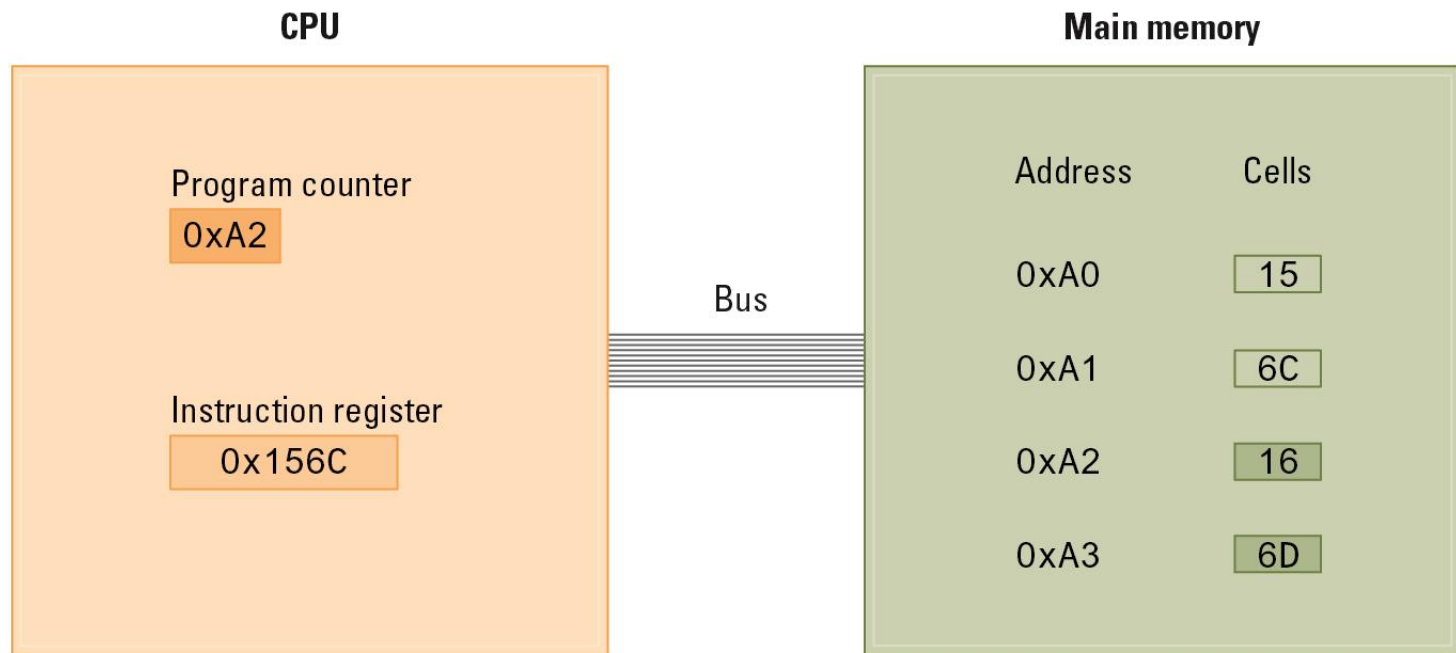 CPU
Main memory
Program counter
0xA2
Instruction register
0x156C
Bus
Address Cells
0xA0 15
0xA1 6C
0xA2 16
0xA3 6D